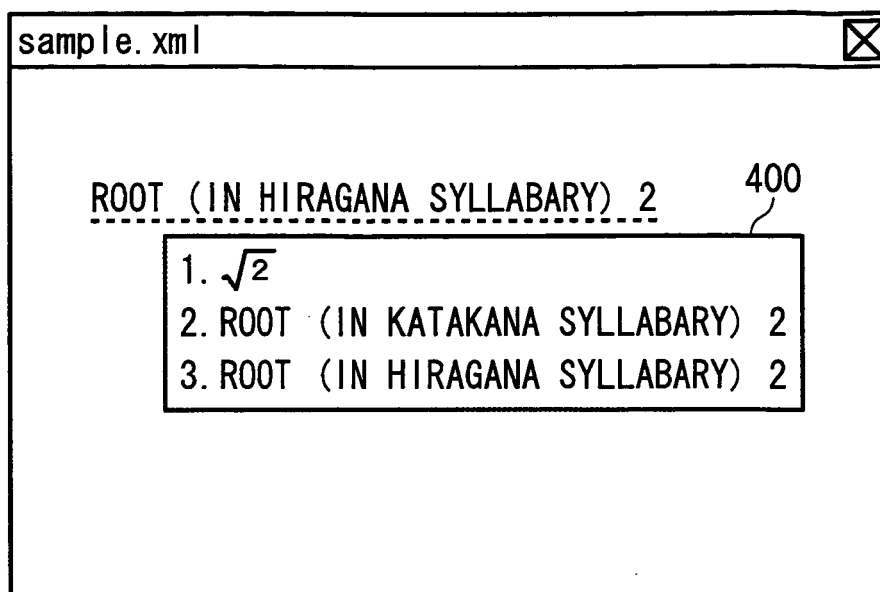 sample.xml
ROOT (IN HIRAGANA SYLLABARY) 2
400
1. √2
2. ROOT (IN KATAKANA SYLLABARY) 2
3. ROOT (IN HIRAGANA SYLLABARY) 2